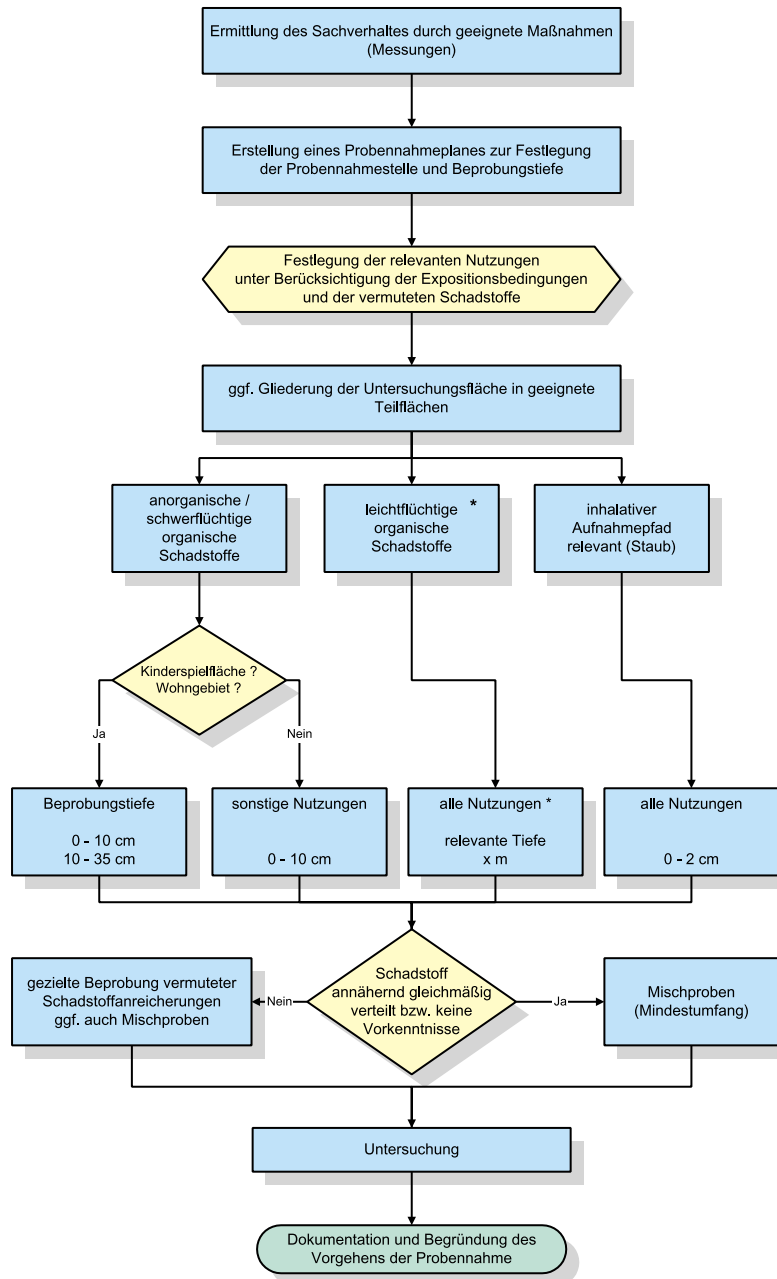 Ermittlung des Sachverhaltes durch geeignete Maßnahmen
(Messungen)
Erstellung eines Probennahmeplanes zur Festlegung
der Probennahmestelle und Beprobungstiefe
Festlegung der relevanten Nutzungen
unter Berücksichtigung der Expositionsbedingungen
und der vermuteten Schadstoffe
ggf. Gliederung der Untersuchungsfläche in geeignete
Teilflächen
anorganische /
schwerflüchtige
organische
Schadstoffe
leichtflüchtige *
organische
Schadstoffe
inhalativer
Aufnahmepfad
relevant (Staub)
Kinderspielfläche ?
Wohngebiet ?
Ja
Nein
Beprobungstiefe
0 - 10 cm
10 - 35 cm
sonstige Nutzungen
0 - 10 cm
alle Nutzungen *
relevante Tiefe
x m
alle Nutzungen
0 - 2 cm
gezielte Beprobung vermuteter
Schadstoffanreicherungen
ggf. auch Mischproben
Nein
Schadstoff
annähernd gleichmäßig
verteilt bzw. keine
Vorkenntnisse
Ja
Mischproben
(Mindestumfang)
Untersuchung
Dokumentation und Begründung des
Vorgehens der Probennahme